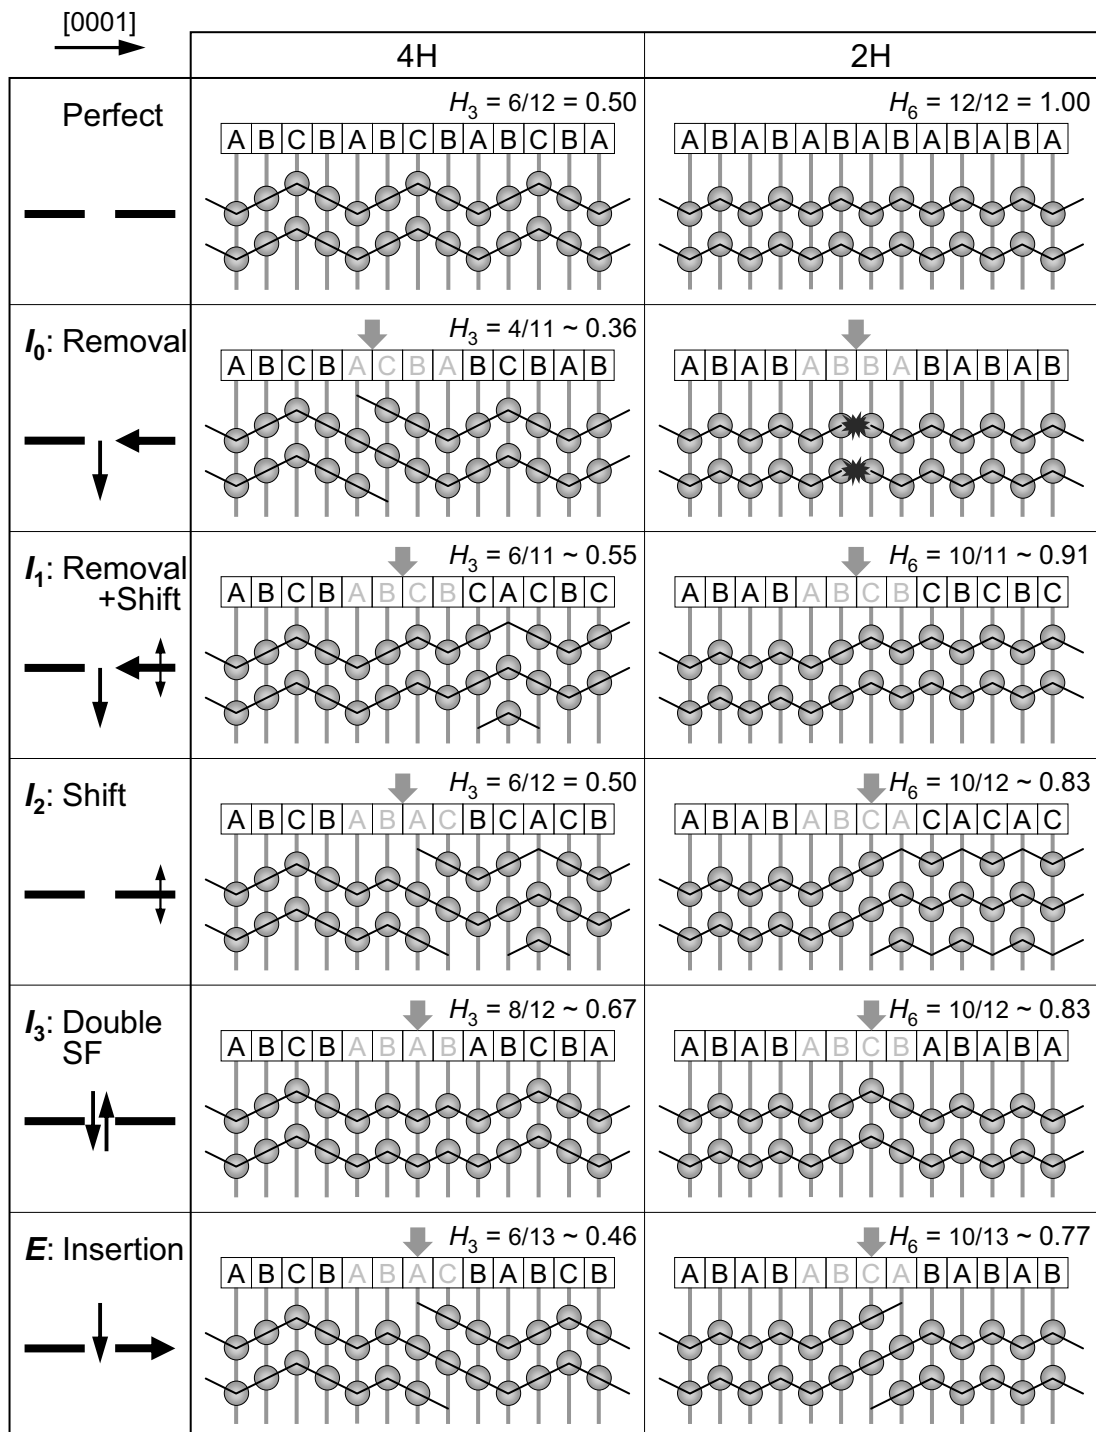 [0001]
4H 2H
Perfect
H3 = 6/12 = 0.50
A B C B A B C B A B C B A
H6 = 12/12 = 1.00
A B A B A B A B A B A B A
I0: Removal
H3 = 4/11 ~ 0.36
A B C B A C B A B C B A B
A B A B A B B A B A B A B
I1: Removal
+Shift
H3 = 6/11 ~ 0.55
A B C B A B C B C A C B C
H6 = 10/11 ~ 0.91
A B A B A B C B C B C B C
I2: Shift
H3 = 6/12 = 0.50
A B C B A B A C B C A C B
H6 = 10/12 ~ 0.83
A B A B A B C A C A C A C
I3: Double
SF
H3 = 8/12 ~ 0.67
A B C B A B A B A B C B A
H6 = 10/12 ~ 0.83
A B A B A B C B A B A B A
E: Insertion
H3 = 6/13 ~ 0.46
A B C B A B A C B A B C B
H6 = 10/13 ~ 0.77
A B A B A B C A B A B A B